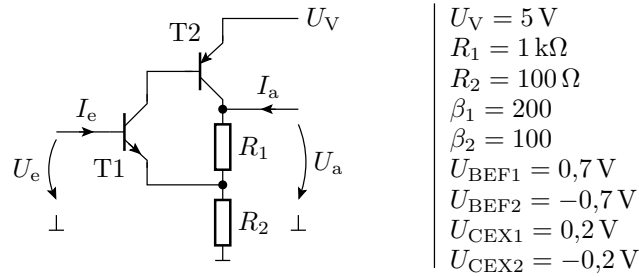 U_V
T2
I_a
I_e
R_1
U_e
T1
U_a
R_2
U_V = 5 V
R_1 = 1 kΩ
R_2 = 100 Ω
β_1 = 200
β_2 = 100
U_BEF1 = 0,7 V
U_BEF2 = −0,7 V
U_CEX1 = 0,2 V
U_CEX2 = −0,2 V